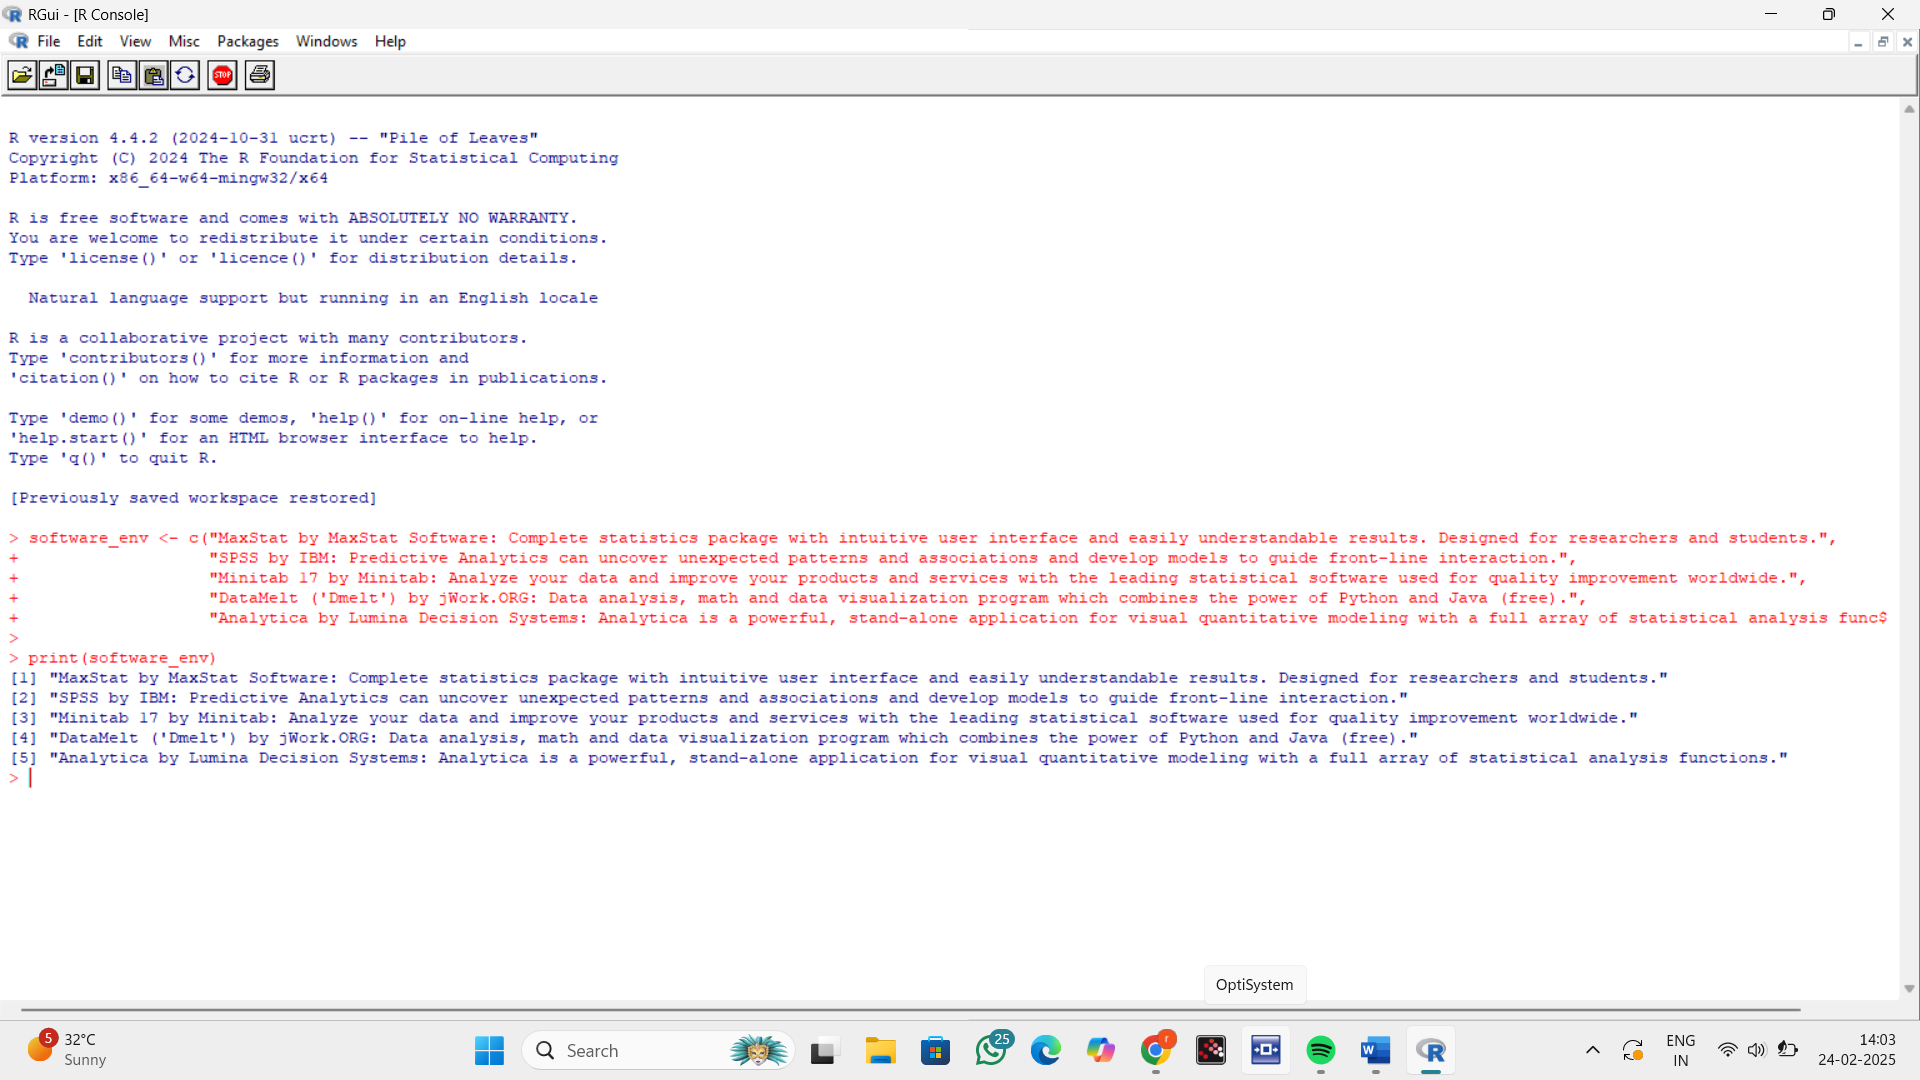 RGui - [R Console]
File Edit View Misc Packages Windows Help
STOP
R version 4.4.2 (2024-10-31 ucrt) -- "Pile of Leaves"
Copyright (C) 2024 The R Foundation for Statistical Computing
Platform: x86_64-w64-mingw32/x64
R is free software and comes with ABSOLUTELY NO WARRANTY.
You are welcome to redistribute it under certain conditions.
Type 'license()' or 'licence()' for distribution details.
Natural language support but running in an English locale
R is a collaborative project with many contributors.
Type 'contributors()' for more information and
'citation()' on how to cite R or R packages in publications.
Type 'demo()' for some demos, 'help()' for on-line help, or
'help.start()' for an HTML browser interface to help.
Type 'q()' to quit R.
[Previously saved workspace restored]
> software_env <- c("MaxStat by MaxStat Software: Complete statistics package with intuitive user interface and easily understandable results. Designed for researchers and students.",
+ "SPSS by IBM: Predictive Analytics can uncover unexpected patterns and associations and develop models to guide front-line interaction.",
+ "Minitab 17 by Minitab: Analyze your data and improve your products and services with the leading statistical software used for quality improvement worldwide.",
+ "DataMelt ('Dmelt') by jWork.ORG: Data analysis, math and data visualization program which combines the power of Python and Java (free).",
+ "Analytica by Lumina Decision Systems: Analytica is a powerful, stand-alone application for visual quantitative modeling with a full array of statistical analysis func$
>
> print(software_env)
[1] "MaxStat by MaxStat Software: Complete statistics package with intuitive user interface and easily understandable results. Designed for researchers and students."
[2] "SPSS by IBM: Predictive Analytics can uncover unexpected patterns and associations and develop models to guide front-line interaction."
[3] "Minitab 17 by Minitab: Analyze your data and improve your products and services with the leading statistical software used for quality improvement worldwide."
[4] "DataMelt ('Dmelt') by jWork.ORG: Data analysis, math and data visualization program which combines the power of Python and Java (free)."
[5] "Analytica by Lumina Decision Systems: Analytica is a powerful, stand-alone application for visual quantitative modeling with a full array of statistical analysis functions."
>
OptiSystem
5 32°C
Sunny
Search
25
r
ENG
IN
14:03
24-02-2025